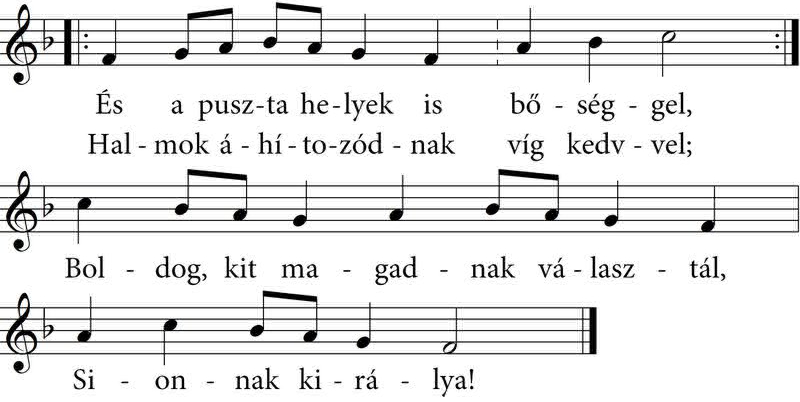 És a pusz-ta he-lyek is bő - ség - gel,
Hal - mok á - hí - to-zód - nak víg kedv - vel;
Bol - dog, kit ma - gad - nak vá - lasz - tál,
Si - on - nak ki - rá - lya!